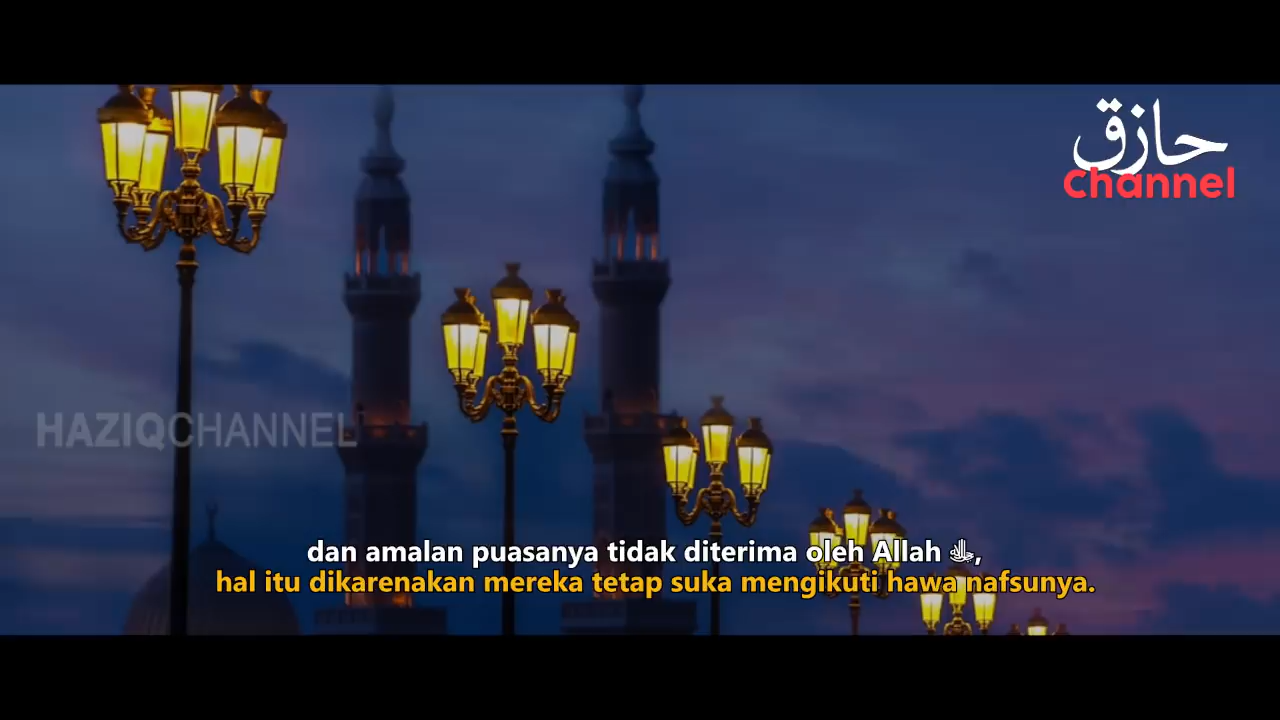 حازق
Channel
HAZIQCHANNEL
dan amalan puasanya tidak diterima oleh Allah ﷻ,
hal itu dikarenakan mereka tetap suka mengikuti hawa nafsunya.